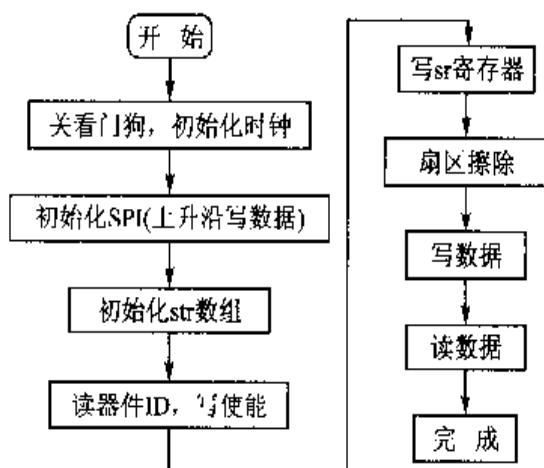 开 始
关看门狗，初始化时钟
初始化SPI(上升沿写数据)
初始化str数组
读器件ID，写使能
写sr寄存器
扇区擦除
写数据
读数据
完 成